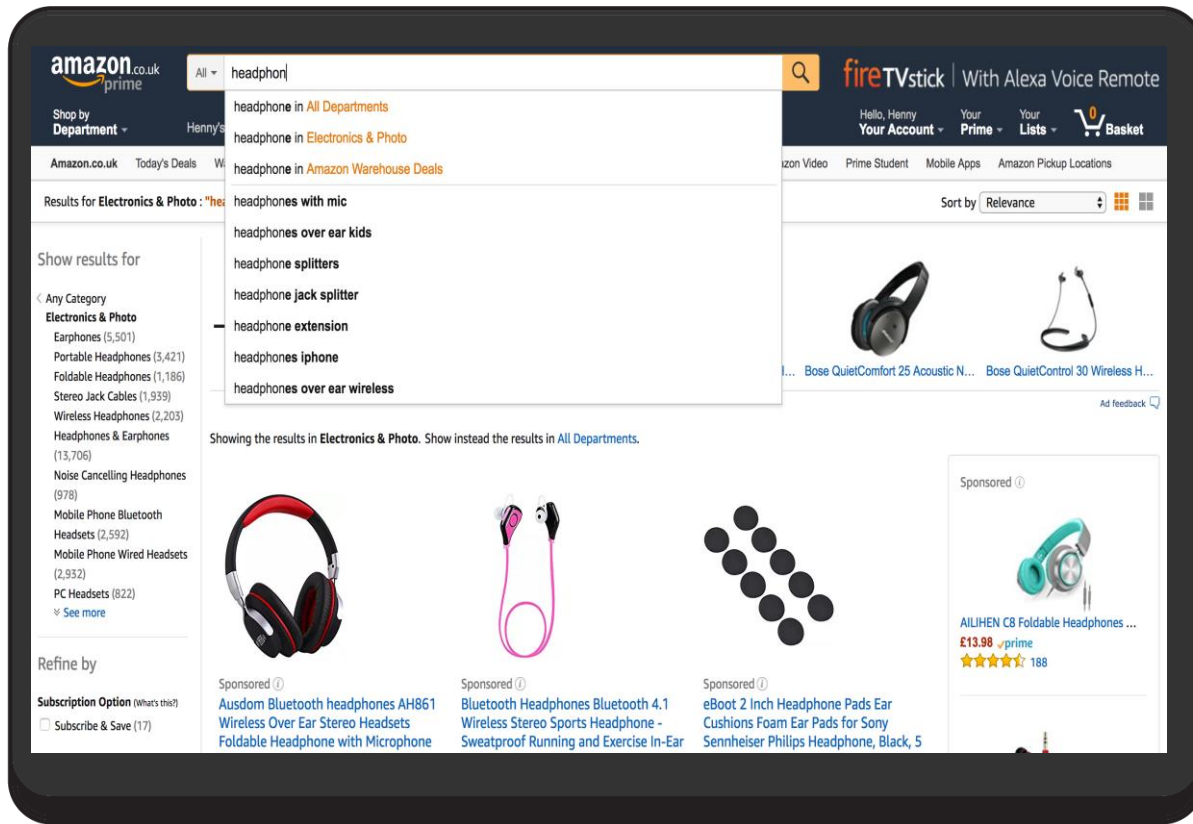 amazon.co.uk
prime
All
headphon
fireTVstick | With Alexa Voice Remote
Shop by
Department
Henny's
Hello, Henny
Your Account
Your
Prime
Your
Lists
0
Basket
headphone in All Departments
headphone in Electronics & Photo
headphone in Amazon Warehouse Deals
headphones with mic
headphones over ear kids
headphone splitters
headphone jack splitter
headphone extension
headphones iphone
headphones over ear wireless
Amazon.co.uk Today's Deals
Video Prime Student Mobile Apps Amazon Pickup Locations
Results for Electronics & Photo : "hea
Sort by Relevance
Show results for
Any Category
Electronics & Photo
Earphones (5,501)
Portable Headphones (3,421)
Foldable Headphones (1,186)
Stereo Jack Cables (1,939)
Wireless Headphones (2,203)
Headphones & Earphones
(13,706)
Noise Cancelling Headphones
(978)
Mobile Phone Bluetooth
Headsets (2,592)
Mobile Phone Wired Headsets
(2,932)
PC Headsets (822)
See more
Refine by
Subscription Option (What's this?)
Subscribe & Save (17)
Bose QuietComfort 25 Acoustic N...
Bose QuietControl 30 Wireless H...
Ad feedback
Showing the results in Electronics & Photo. Show instead the results in All Departments.
Sponsored
Ausdom Bluetooth headphones AH861
Wireless Over Ear Stereo Headsets
Foldable Headphone with Microphone
Sponsored
Bluetooth Headphones Bluetooth 4.1
Wireless Stereo Sports Headphone -
Sweatproof Running and Exercise In-Ear
Sponsored
eBoot 2 Inch Headphone Pads Ear
Cushions Foam Ear Pads for Sony
Sennheiser Philips Headphone, Black, 5
Sponsored
AILIHEN C8 Foldable Headphones ...
£13.98 prime
188